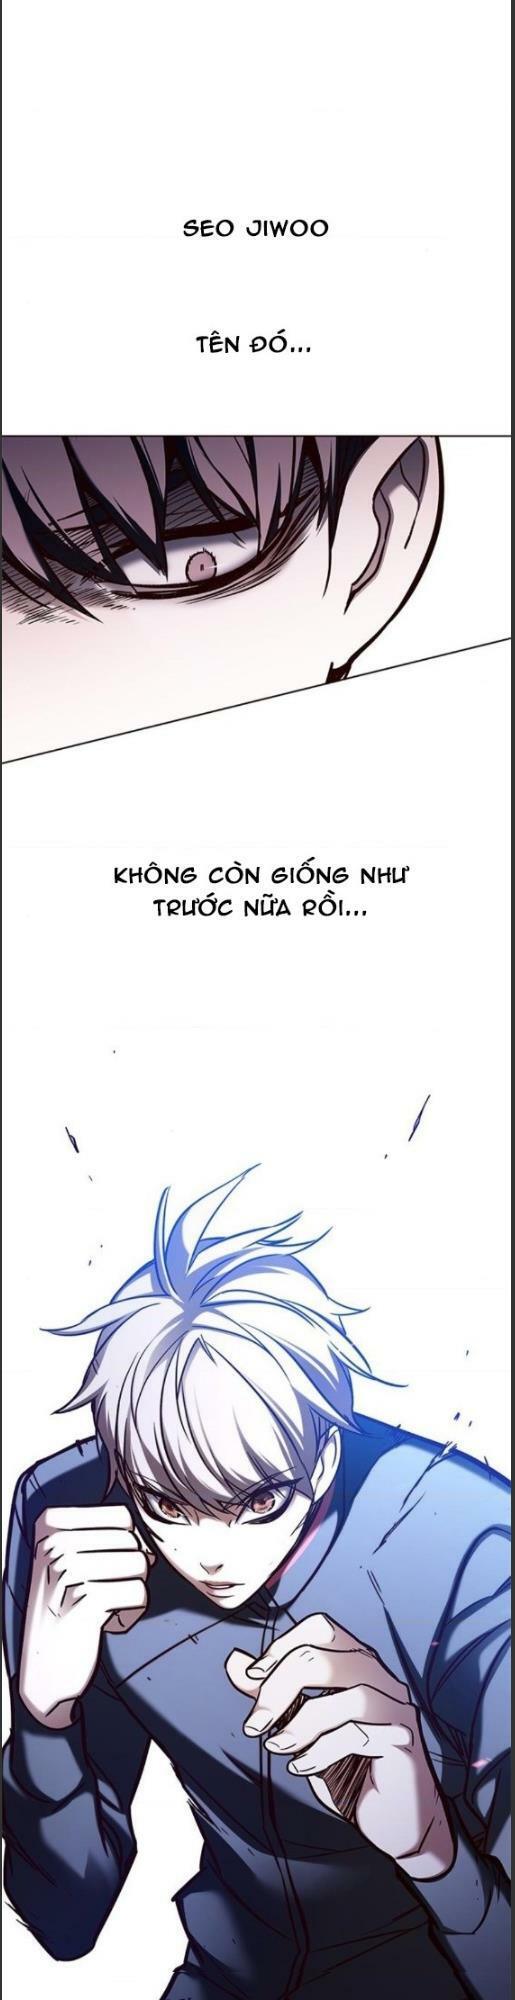 SEO JIWOO
TÊN ĐÓ...
KHÔNG CÒN GIỐNG NHƯ
TRƯỚC NỮA RỒI...